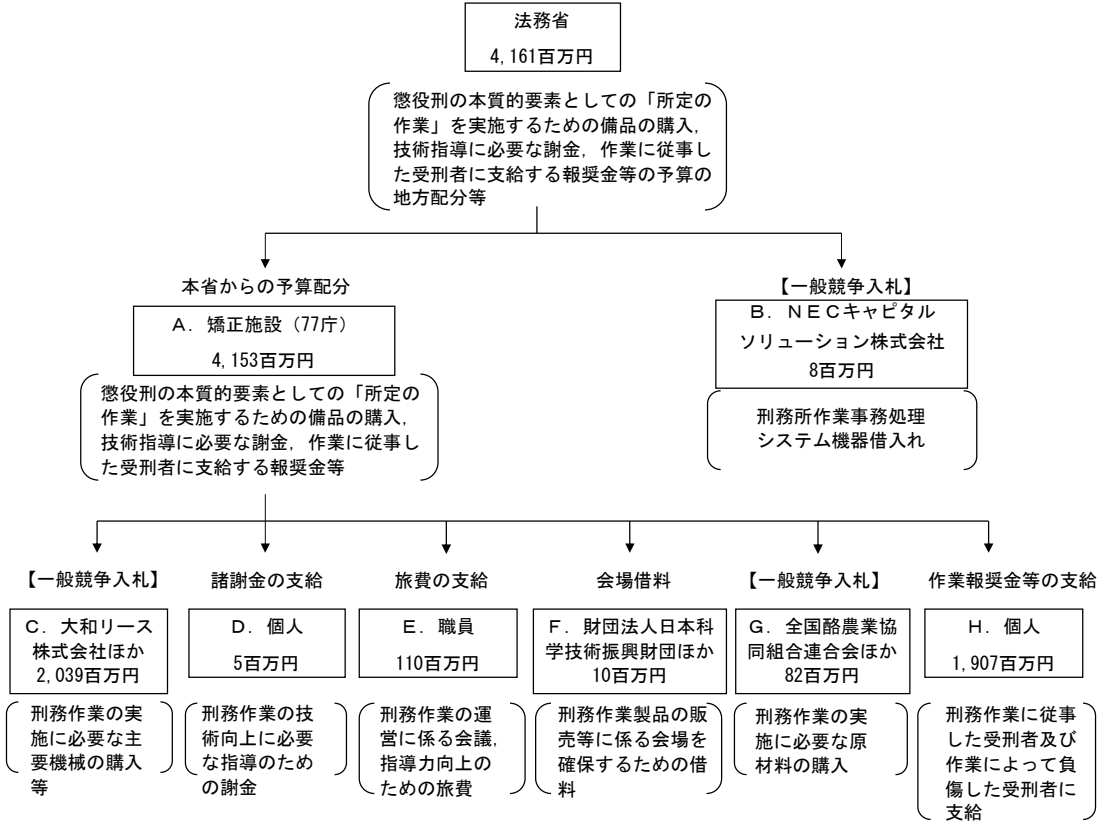 法務省
4,161百万円
懲役刑の本質的要素としての「所定の
作業」を実施するための備品の購入,
技術指導に必要な謝金, 作業に従事し
た受刑者に支給する報奨金等の予算の
地方配分等
本省からの予算配分
A. 矯正施設（77庁）
4,153百万円
懲役刑の本質的要素としての「所定の
作業」を実施するための備品の購入,
技術指導に必要な謝金, 作業に従事し
た受刑者に支給する報奨金等
【一般競争入札】
B. NECキャピタル
ソリューション株式会社
8百万円
刑務所作業事務処理
システム機器借入れ
【一般競争入札】
C. 大和リース
株式会社ほか
2,039百万円
刑務作業の実
施に必要な主
要機械の購入
等
諸謝金の支給
D. 個人
5百万円
刑務作業の技
術向上に必要
な指導のため
の謝金
旅費の支給
E. 職員
110百万円
刑務作業の運
営に係る会議,
指導力向上の
ための旅費
会場借料
F. 財団法人日本科
学技術振興財団ほか
10百万円
刑務作業製品の販
売等に係る会場を
確保するための借
料
【一般競争入札】
G. 全国酪農業協
同組合連合会ほか
82百万円
刑務作業の実
施に必要な原
材料の購入
作業報奨金等の支給
H. 個人
1,907百万円
刑務作業に従事
した受刑者及び
作業によって負
傷した受刑者に
支給